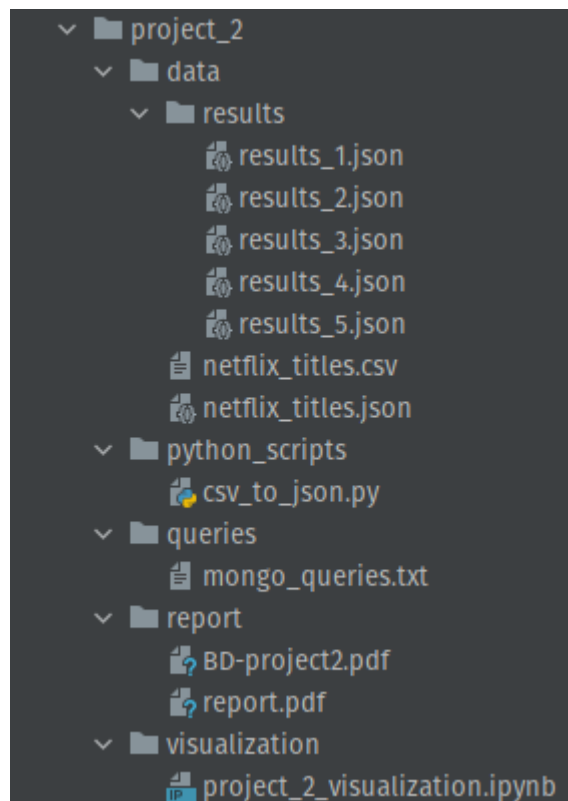 project_2
data
results
results_1.json
results_2.json
results_3.json
results_4.json
results_5.json
netflix_titles.csv
netflix_titles.json
python_scripts
csv_to_json.py
queries
mongo_queries.txt
report
BD-project2.pdf
report.pdf
visualization
project_2_visualization.ipynb